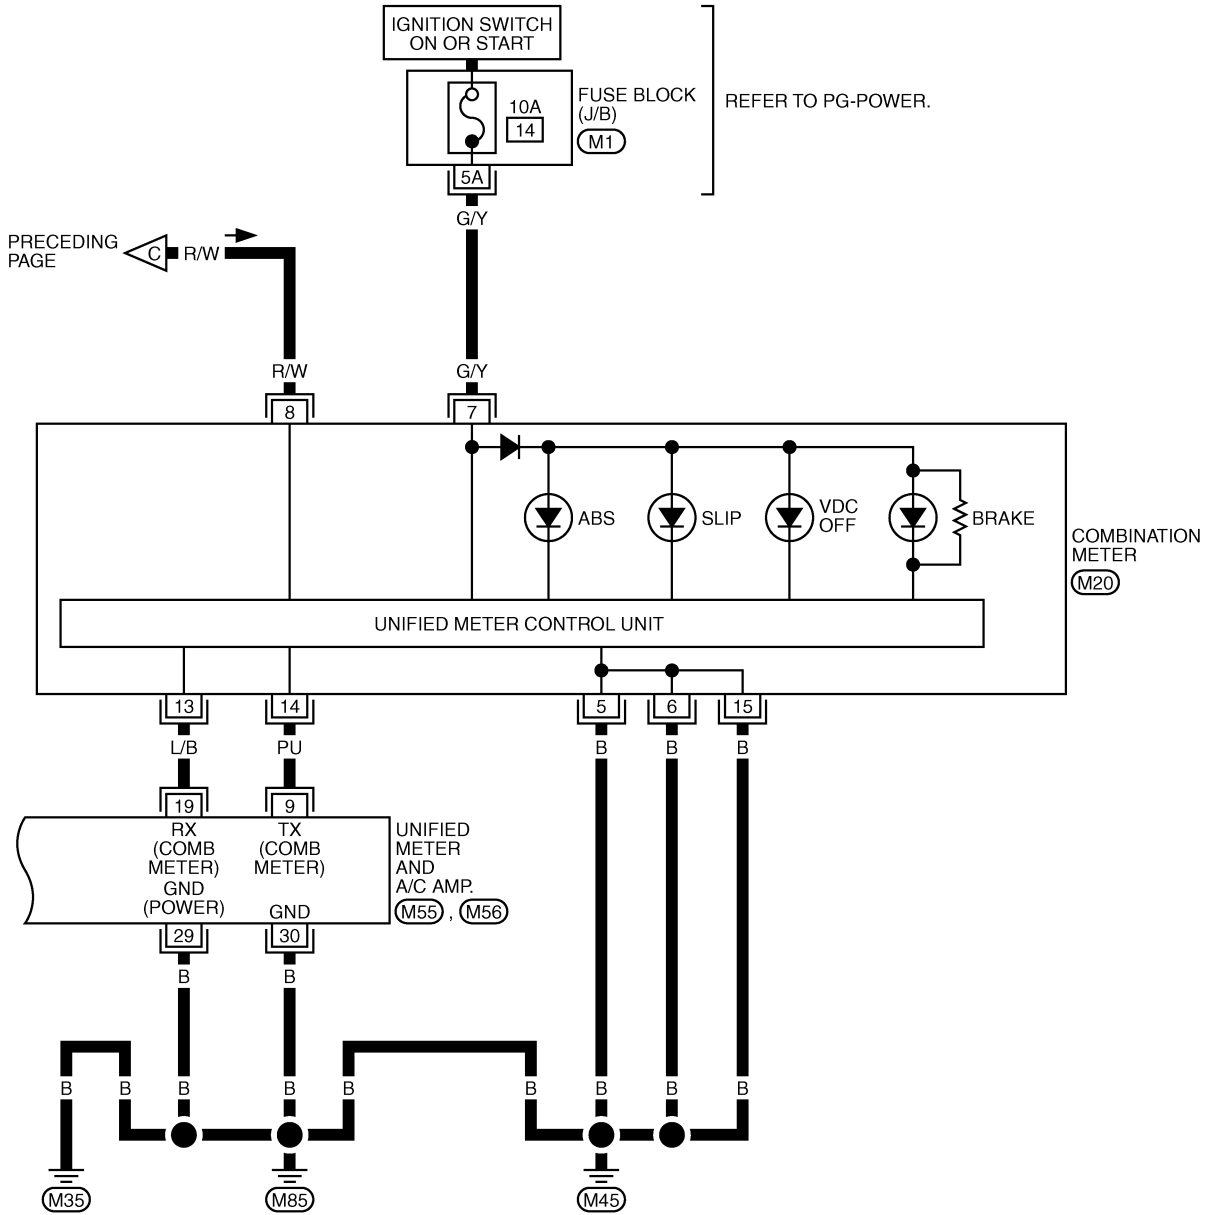 IGNITION SWITCH
ON OR START
FUSE BLOCK
(J/B)
M1
10A
14
REFER TO PG-POWER.
5A
G/Y
PRECEDING
PAGE
C
R/W
R/W
G/Y
8
7
ABS
SLIP
VDC
OFF
BRAKE
COMBINATION
METER
M20
UNIFIED METER CONTROL UNIT
13
14
5
6
15
L/B
PU
B
B
B
19
9
RX
(COMB
METER)
GND
(POWER)
TX
(COMB
METER)
GND
UNIFIED
METER
AND
A/C AMP.
M55 , M56
29
30
B
B
B
B
B
B
B
B
B
B
B
M35
M85
M45